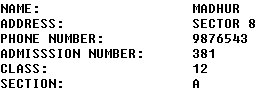 NAME: MADHUR
ADDRESS: SECTOR 8
PHONE NUMBER: 9876543
ADMISSSION NUMBER: 381
CLASS: 12
SECTION: A